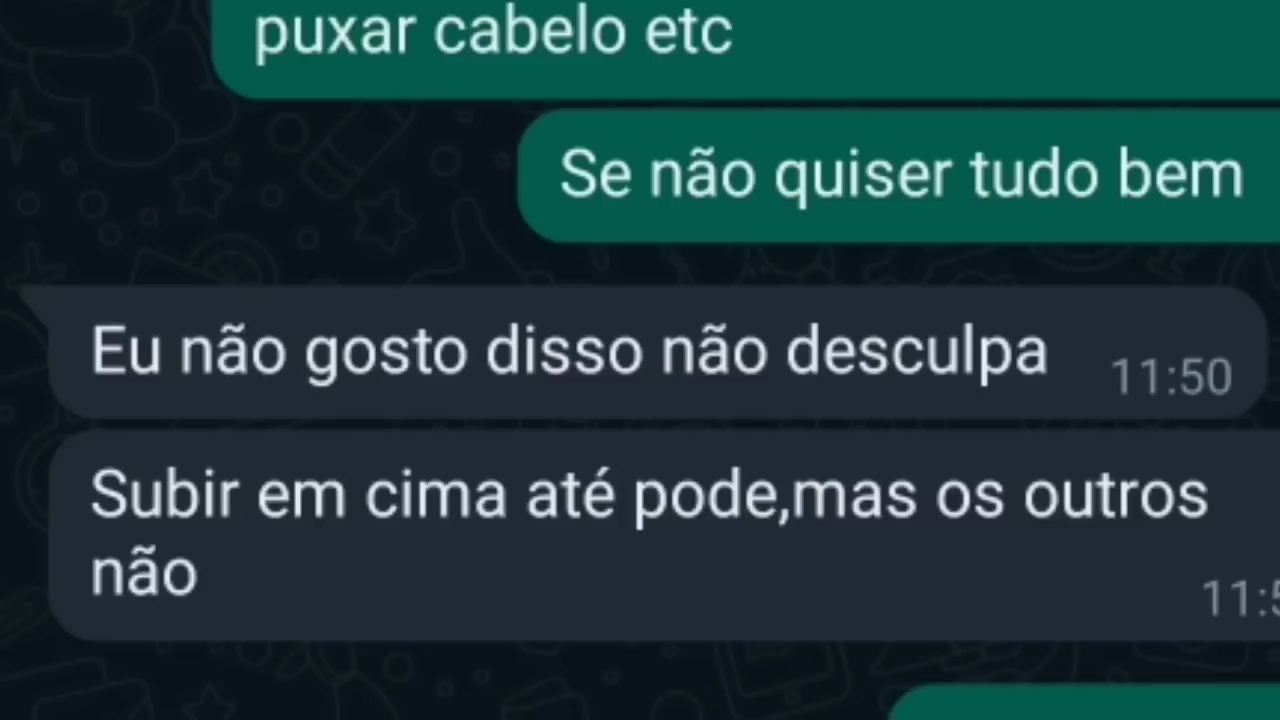 puxar cabelo etc
Se não quiser tudo bem
Eu não gosto disso não desculpa 11:50
Subir em cima até pode,mas os outros
não
11:5